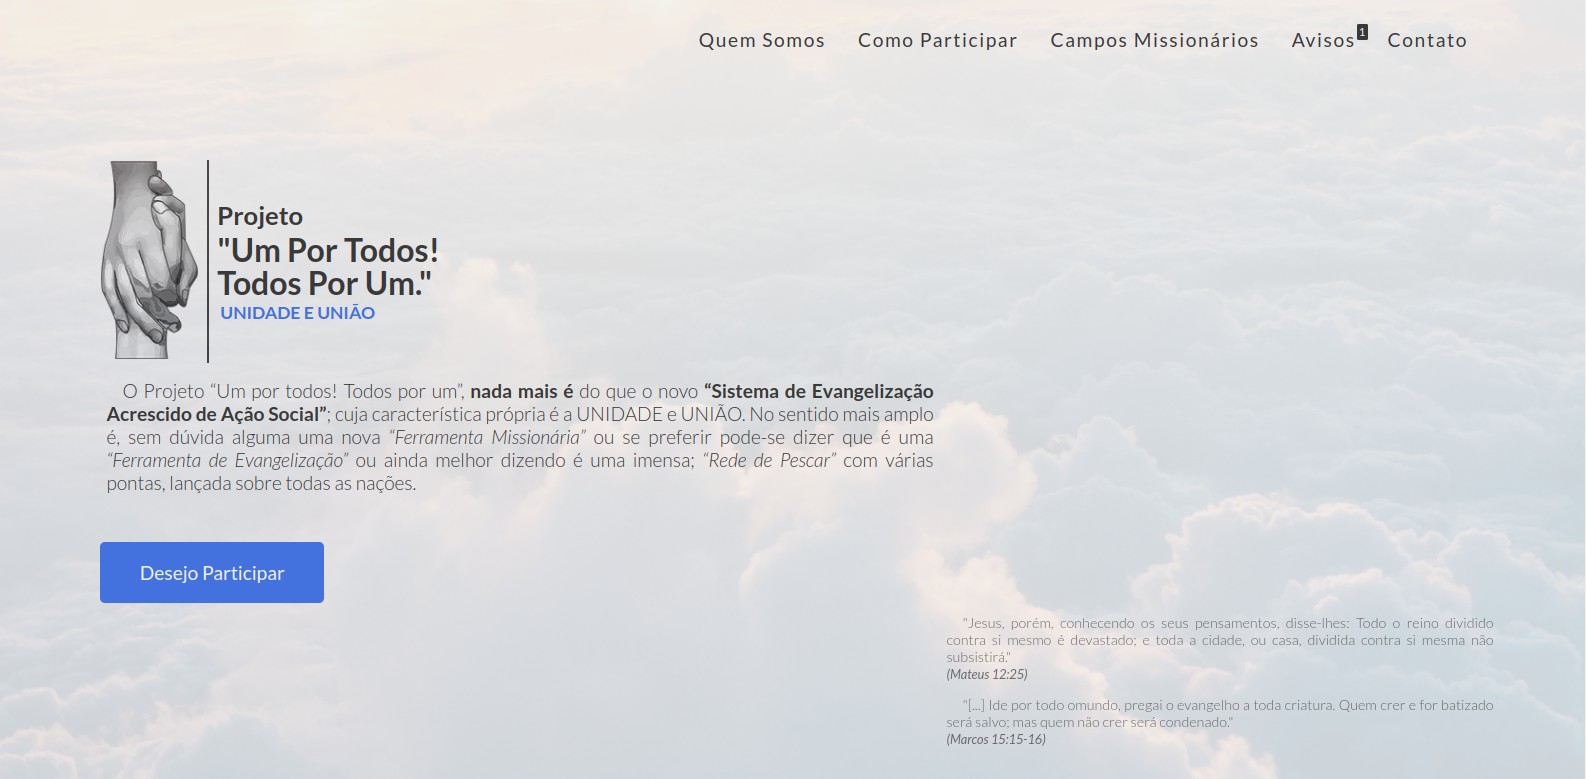 Quem Somos Como Participar Campos Missionários Avisos 1 Contato
Projeto
"Um Por Todos!
Todos Por Um."
UNIDADE E UNIÃO
O Projeto “Um por todos! Todos por um”, nada mais é do que o novo “Sistema de Evangelização
Acrescido de Ação Social”; cuja característica própria é a UNIDADE e UNIÃO. No sentido mais amplo
é, sem dúvida alguma uma nova “Ferramenta Missionária” ou se preferir pode-se dizer que é uma
“Ferramenta de Evangelização” ou ainda melhor dizendo é uma imensa; “Rede de Pescar” com várias
pontas, lançada sobre todas as nações.
Desejo Participar
"Jesus, porém, conhecendo os seus pensamentos, disse-lhes: Todo o reino dividido
contra si mesmo é devastado; e toda a cidade, ou casa, dividida contra si mesma não
subsistirá."
(Mateus 12:25)
"[...] Ide por todo omundo, pregai o evangelho a toda criatura. Quem crer e for batizado
será salvo; mas quem não crer será condenado."
(Marcos 15:15-16)